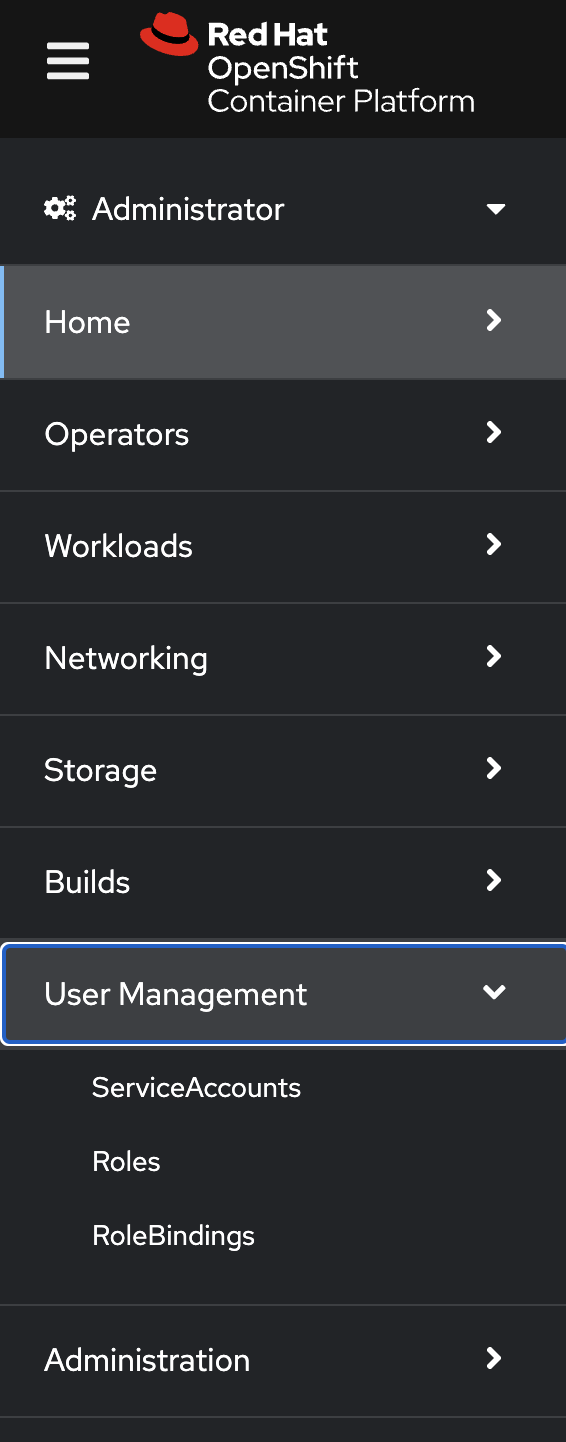 Red Hat
OpenShift
Container Platform
Administrator
Home
Operators
Workloads
Networking
Storage
Builds
User Management
ServiceAccounts
Roles
RoleBindings
Administration